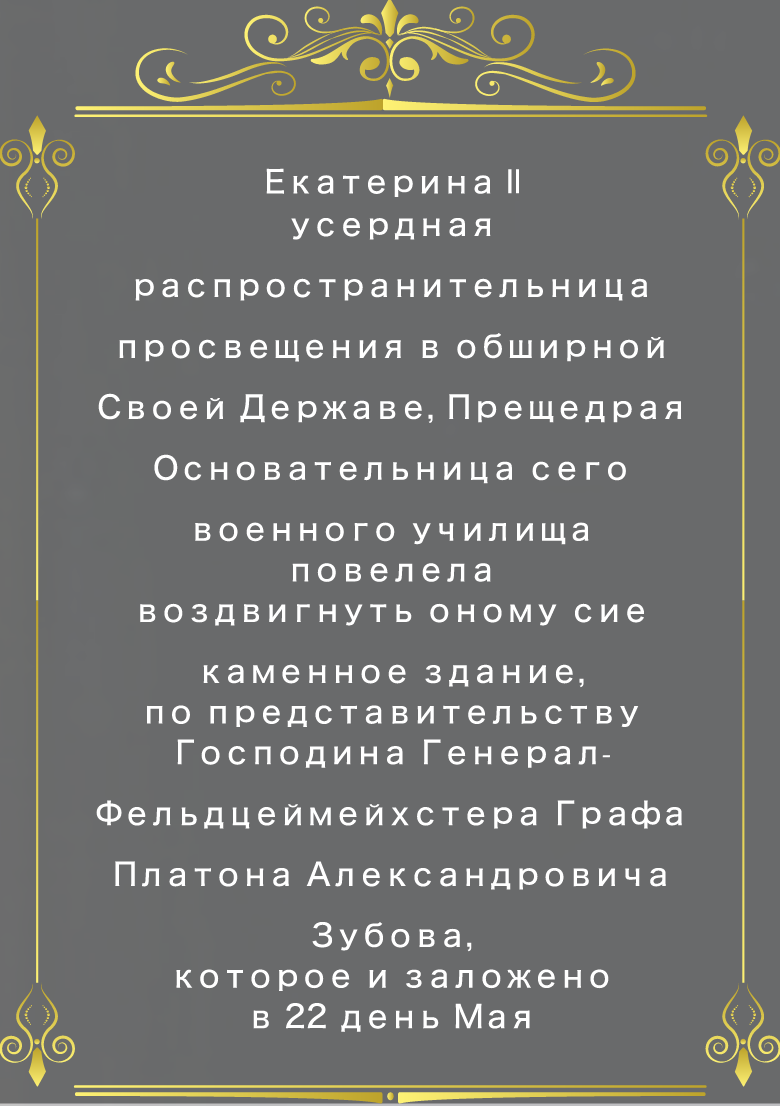 Екатерина II
усердная
распространительница
просвещения в обширной
Своей Державе, Прещедрая
Основательница сего
военного училища
повелела
воздвигнуть оному сие
каменное здание,
по представительству
Господина Генерал-
Фельдцеймейхстера Графа
Платона Александровича
Зубова,
которое и заложено
в 22 день Мая